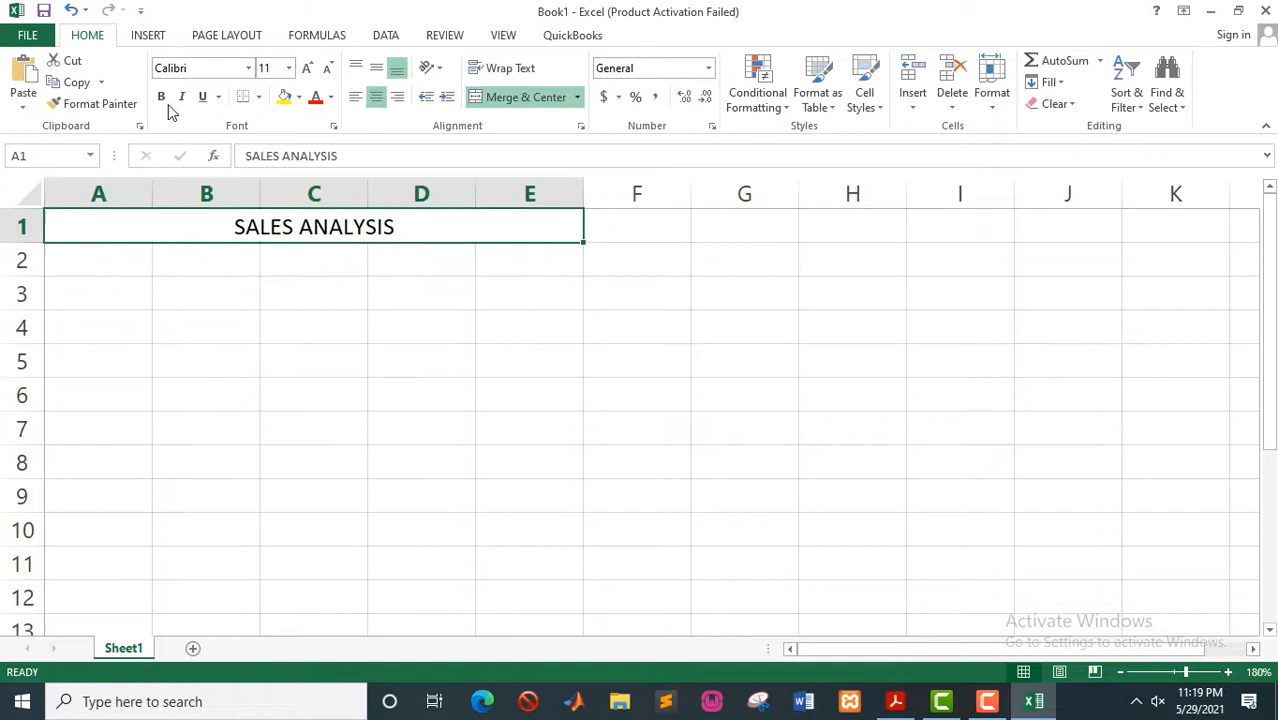 Book1 - Excel (Product Activation Failed)
?
FILE
HOME
INSERT
PAGE LAYOUT
FORMULAS
DATA
REVIEW
VIEW
QuickBooks
Sign in
Paste
Cut
Copy
Format Painter
Clipboard
Calibri
11
B I U
Font
Wrap Text
Merge & Center
Alignment
General
$ % ,
Number
Conditional Formatting
Format as Table
Cell Styles
Styles
Insert
Delete
Format
Cells
AutoSum
Fill
Clear
Sort & Filter
Find & Select
Editing
A1
fx
SALES ANALYSIS
A B C D E F G H I J K
1 SALES ANALYSIS
2
3
4
5
6
7
8
9
10
11
12
13
Activate Windows
Go to Settings to activate Windows.
Sheet1
READY
180%
Type here to search
11:19 PM
5/29/2021